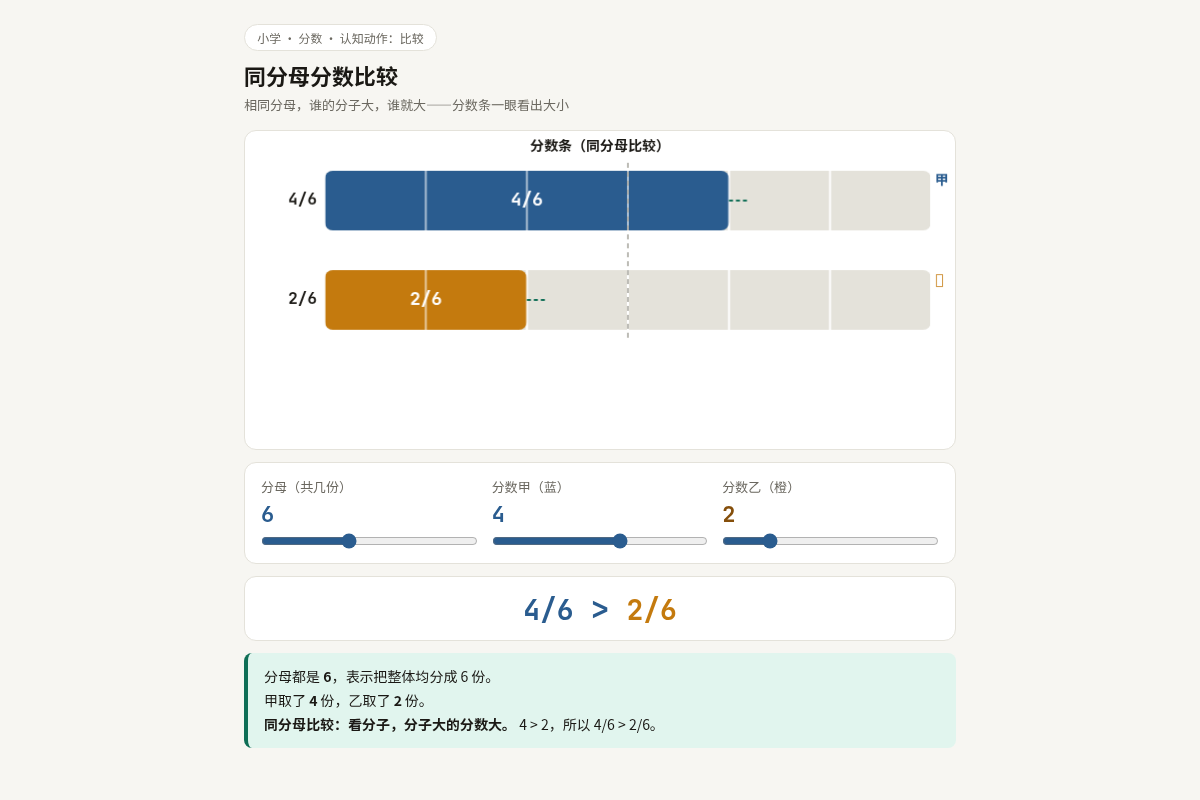 小学 · 分数 · 认知动作：比较
同分母分数比较
相同分母，谁的分子大，谁就大——分数条一眼看出大小
分数条（同分母比较）
4/6
4/6
甲
2/6
2/6
分母（共几份）
6
分数甲（蓝）
4
分数乙（橙）
2
4/6 > 2/6
分母都是 6，表示把整体均分成 6 份。
甲取了 4 份，乙取了 2 份。
同分母比较：看分子，分子大的分数大。 4 > 2，所以 4/6 > 2/6。